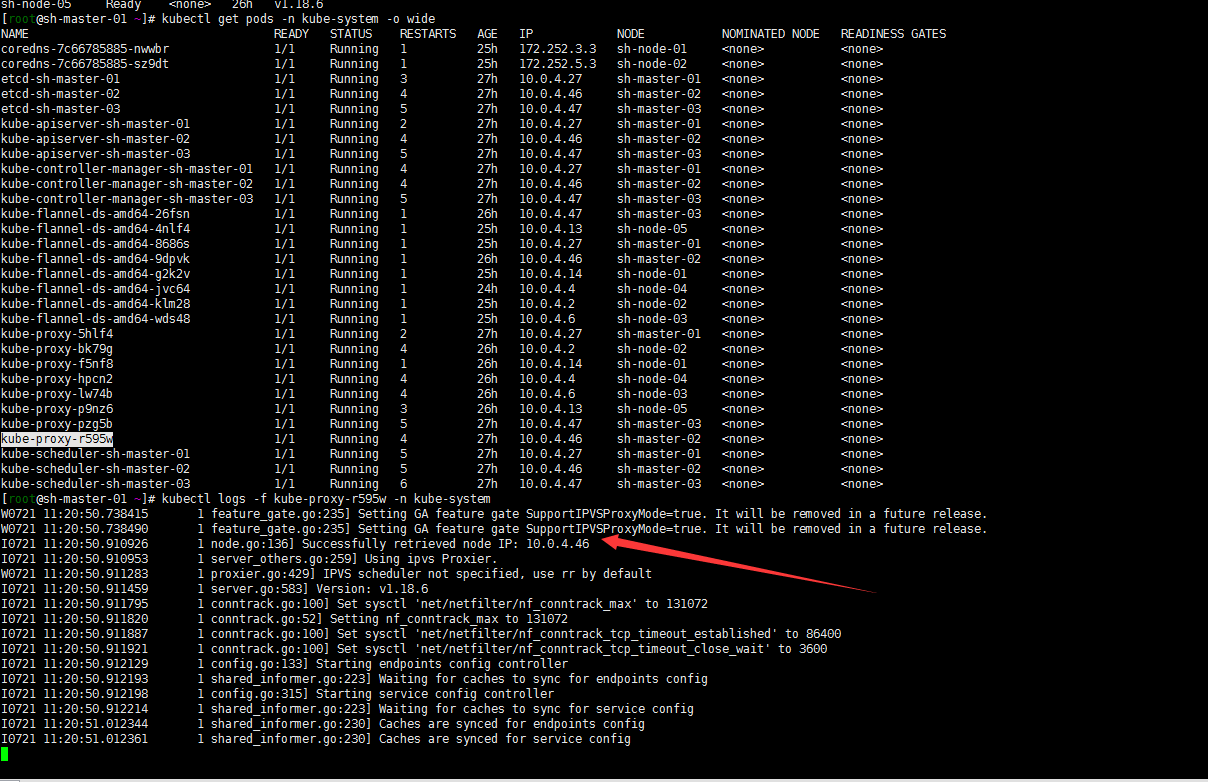 sh-node-05     Ready    <none>   26h   v1.18.6
[root@sh-master-01 ~]# kubectl get pods -n kube-system -o wide
NAME                                   READY   STATUS    RESTARTS   AGE   IP             NODE           NOMINATED NODE   READINESS GATES
coredns-7c66785885-nwwbr               1/1     Running   1          25h   172.252.3.3    sh-node-01     <none>           <none>
coredns-7c66785885-sz9dt               1/1     Running   1          25h   172.252.5.3    sh-node-02     <none>           <none>
etcd-sh-master-01                      1/1     Running   3          27h   10.0.4.27      sh-master-01   <none>           <none>
etcd-sh-master-02                      1/1     Running   4          27h   10.0.4.46      sh-master-02   <none>           <none>
etcd-sh-master-03                      1/1     Running   5          27h   10.0.4.47      sh-master-03   <none>           <none>
kube-apiserver-sh-master-01            1/1     Running   2          27h   10.0.4.27      sh-master-01   <none>           <none>
kube-apiserver-sh-master-02            1/1     Running   4          27h   10.0.4.46      sh-master-02   <none>           <none>
kube-apiserver-sh-master-03            1/1     Running   5          27h   10.0.4.47      sh-master-03   <none>           <none>
kube-controller-manager-sh-master-01   1/1     Running   4          27h   10.0.4.27      sh-master-01   <none>           <none>
kube-controller-manager-sh-master-02   1/1     Running   4          27h   10.0.4.46      sh-master-02   <none>           <none>
kube-controller-manager-sh-master-03   1/1     Running   5          27h   10.0.4.47      sh-master-03   <none>           <none>
kube-flannel-ds-amd64-26fsn            1/1     Running   1          26h   10.0.4.47      sh-master-03   <none>           <none>
kube-flannel-ds-amd64-4nlf4            1/1     Running   1          25h   10.0.4.13      sh-node-05     <none>           <none>
kube-flannel-ds-amd64-8686s            1/1     Running   1          25h   10.0.4.27      sh-master-01   <none>           <none>
kube-flannel-ds-amd64-9dpvk            1/1     Running   1          26h   10.0.4.46      sh-master-02   <none>           <none>
kube-flannel-ds-amd64-g2k2v            1/1     Running   1          25h   10.0.4.14      sh-node-01     <none>           <none>
kube-flannel-ds-amd64-jvc64            1/1     Running   1          24h   10.0.4.4       sh-node-04     <none>           <none>
kube-flannel-ds-amd64-klm28            1/1     Running   1          25h   10.0.4.2       sh-node-02     <none>           <none>
kube-flannel-ds-amd64-wds48            1/1     Running   1          25h   10.0.4.6       sh-node-03     <none>           <none>
kube-proxy-5hlf4                       1/1     Running   2          27h   10.0.4.27      sh-master-01   <none>           <none>
kube-proxy-bk79g                       1/1     Running   4          26h   10.0.4.2       sh-node-02     <none>           <none>
kube-proxy-f5nf8                       1/1     Running   1          26h   10.0.4.14      sh-node-01     <none>           <none>
kube-proxy-hpcn2                       1/1     Running   4          26h   10.0.4.4       sh-node-04     <none>           <none>
kube-proxy-lw74b                       1/1     Running   4          26h   10.0.4.6       sh-node-03     <none>           <none>
kube-proxy-p9nz6                       1/1     Running   3          26h   10.0.4.13      sh-node-05     <none>           <none>
kube-proxy-pzg5b                       1/1     Running   5          27h   10.0.4.47      sh-master-03   <none>           <none>
kube-proxy-r595w                       1/1     Running   4          27h   10.0.4.46      sh-master-02   <none>           <none>
kube-scheduler-sh-master-01            1/1     Running   5          27h   10.0.4.27      sh-master-01   <none>           <none>
kube-scheduler-sh-master-02            1/1     Running   5          27h   10.0.4.46      sh-master-02   <none>           <none>
kube-scheduler-sh-master-03            1/1     Running   6          27h   10.0.4.47      sh-master-03   <none>           <none>
[root@sh-master-01 ~]# kubectl logs -f kube-proxy-r595w -n kube-system
W0721 11:20:50.738415       1 feature_gate.go:235] Setting GA feature gate SupportIPVSProxyMode=true. It will be removed in a future release.
W0721 11:20:50.738490       1 feature_gate.go:235] Setting GA feature gate SupportIPVSProxyMode=true. It will be removed in a future release.
I0721 11:20:50.910926       1 node.go:136] Successfully retrieved node IP: 10.0.4.46
I0721 11:20:50.910953       1 server_others.go:259] Using ipvs Proxier.
W0721 11:20:50.911283       1 proxier.go:429] IPVS scheduler not specified, use rr by default
I0721 11:20:50.911459       1 server.go:583] Version: v1.18.6
I0721 11:20:50.911795       1 conntrack.go:100] Set sysctl 'net/netfilter/nf_conntrack_max' to 131072
I0721 11:20:50.911820       1 conntrack.go:52] Setting nf_conntrack_max to 131072
I0721 11:20:50.911887       1 conntrack.go:100] Set sysctl 'net/netfilter/nf_conntrack_tcp_timeout_established' to 86400
I0721 11:20:50.911921       1 conntrack.go:100] Set sysctl 'net/netfilter/nf_conntrack_tcp_timeout_close_wait' to 3600
I0721 11:20:50.912129       1 config.go:133] Starting endpoints config controller
I0721 11:20:50.912193       1 shared_informer.go:223] Waiting for caches to sync for endpoints config
I0721 11:20:50.912198       1 config.go:315] Starting service config controller
I0721 11:20:50.912214       1 shared_informer.go:223] Waiting for caches to sync for service config
I0721 11:20:51.012344       1 shared_informer.go:230] Caches are synced for endpoints config
I0721 11:20:51.012361       1 shared_informer.go:230] Caches are synced for service config